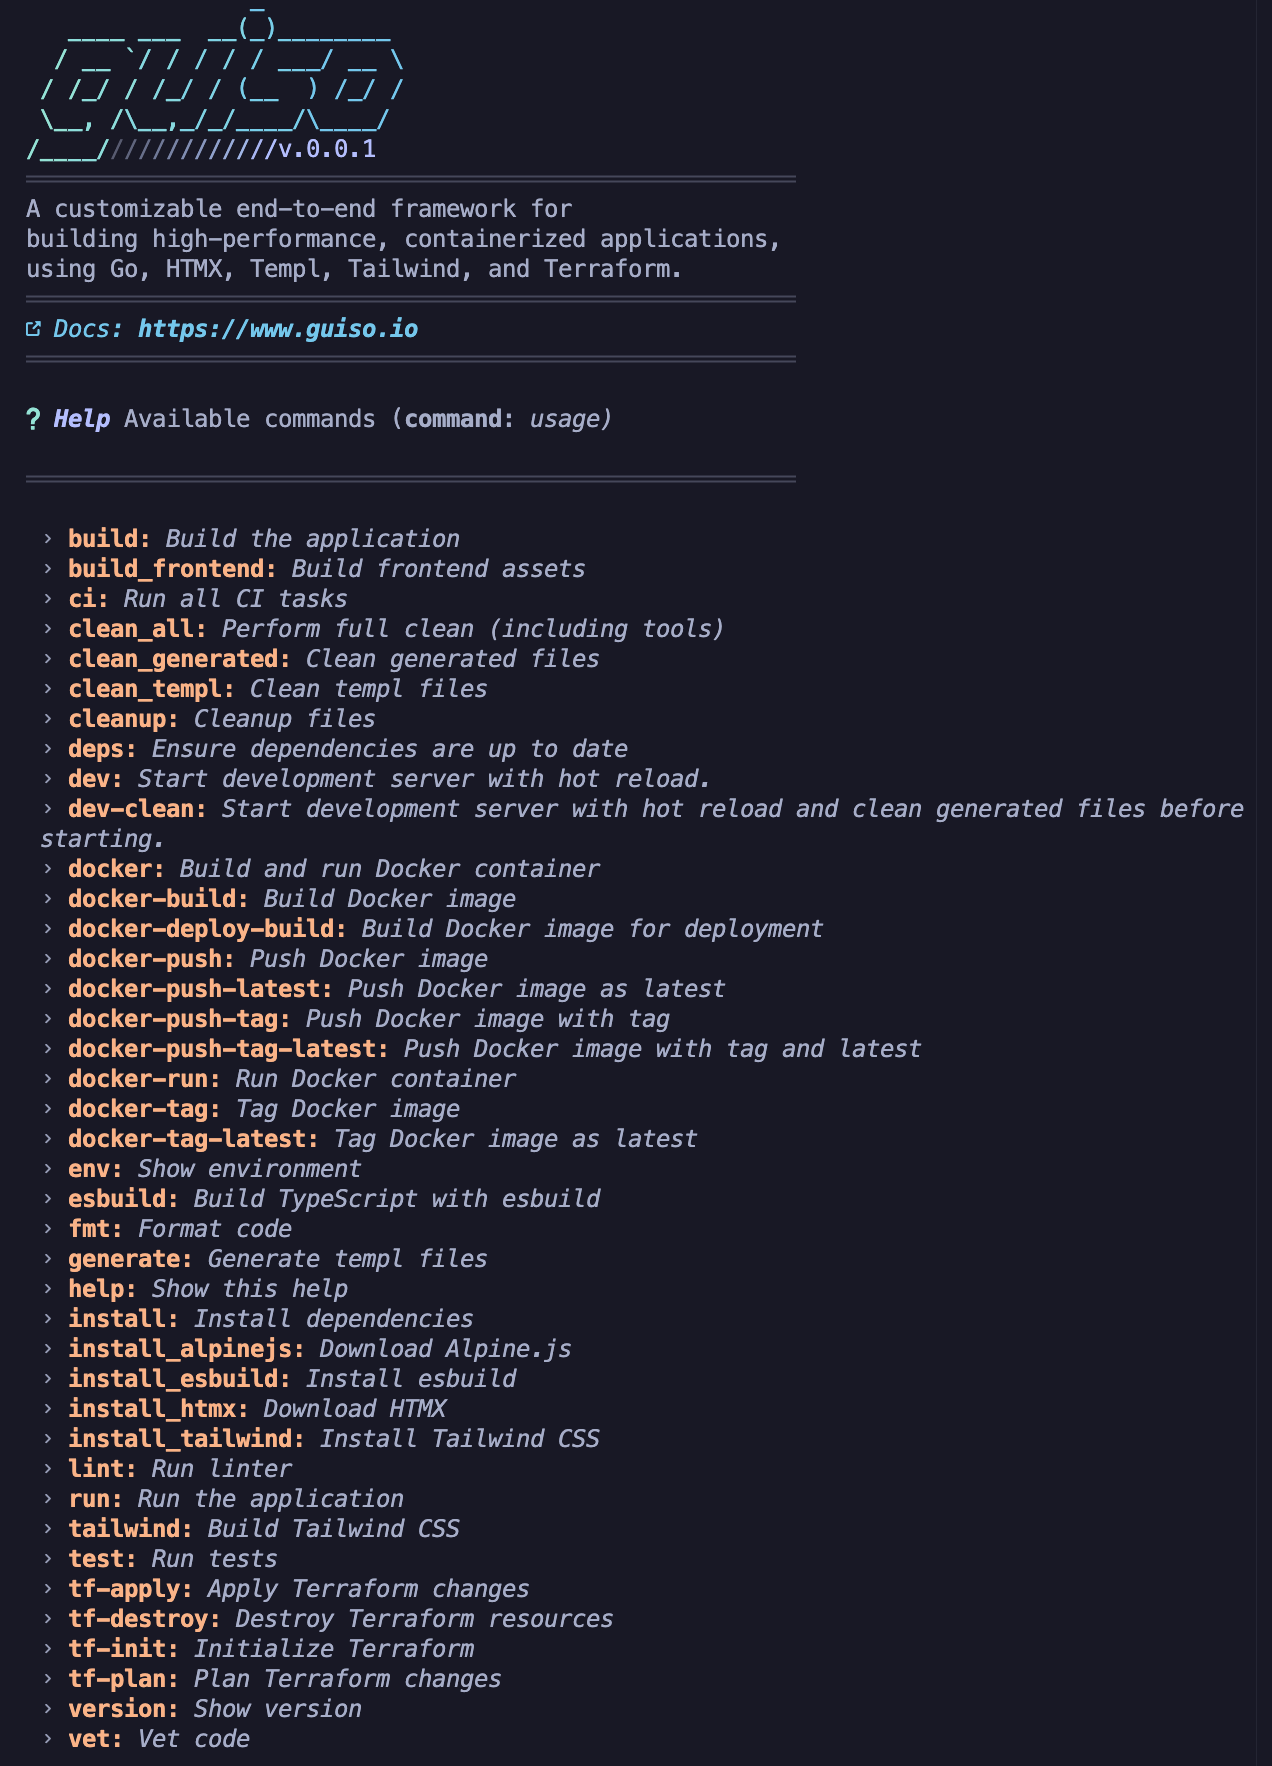 _
   ____ ___  __(_)________
  / __ `/ / / / / ___/ __ \
 / /_/ / /_/ / (__  ) /_/ /
 \__, /\__,_/_/____/\____/
/____/////////////v.0.0.1
A customizable end-to-end framework for
building high-performance, containerized applications,
using Go, HTMX, Templ, Tailwind, and Terraform.
Docs: https://www.guiso.io
? Help Available commands (command: usage)
› build: Build the application
› build_frontend: Build frontend assets
› ci: Run all CI tasks
› clean_all: Perform full clean (including tools)
› clean_generated: Clean generated files
› clean_templ: Clean templ files
› cleanup: Cleanup files
› deps: Ensure dependencies are up to date
› dev: Start development server with hot reload.
› dev-clean: Start development server with hot reload and clean generated files before
starting.
› docker: Build and run Docker container
› docker-build: Build Docker image
› docker-deploy-build: Build Docker image for deployment
› docker-push: Push Docker image
› docker-push-latest: Push Docker image as latest
› docker-push-tag: Push Docker image with tag
› docker-push-tag-latest: Push Docker image with tag and latest
› docker-run: Run Docker container
› docker-tag: Tag Docker image
› docker-tag-latest: Tag Docker image as latest
› env: Show environment
› esbuild: Build TypeScript with esbuild
› fmt: Format code
› generate: Generate templ files
› help: Show this help
› install: Install dependencies
› install_alpinejs: Download Alpine.js
› install_esbuild: Install esbuild
› install_htmx: Download HTMX
› install_tailwind: Install Tailwind CSS
› lint: Run linter
› run: Run the application
› tailwind: Build Tailwind CSS
› test: Run tests
› tf-apply: Apply Terraform changes
› tf-destroy: Destroy Terraform resources
› tf-init: Initialize Terraform
› tf-plan: Plan Terraform changes
› version: Show version
› vet: Vet code